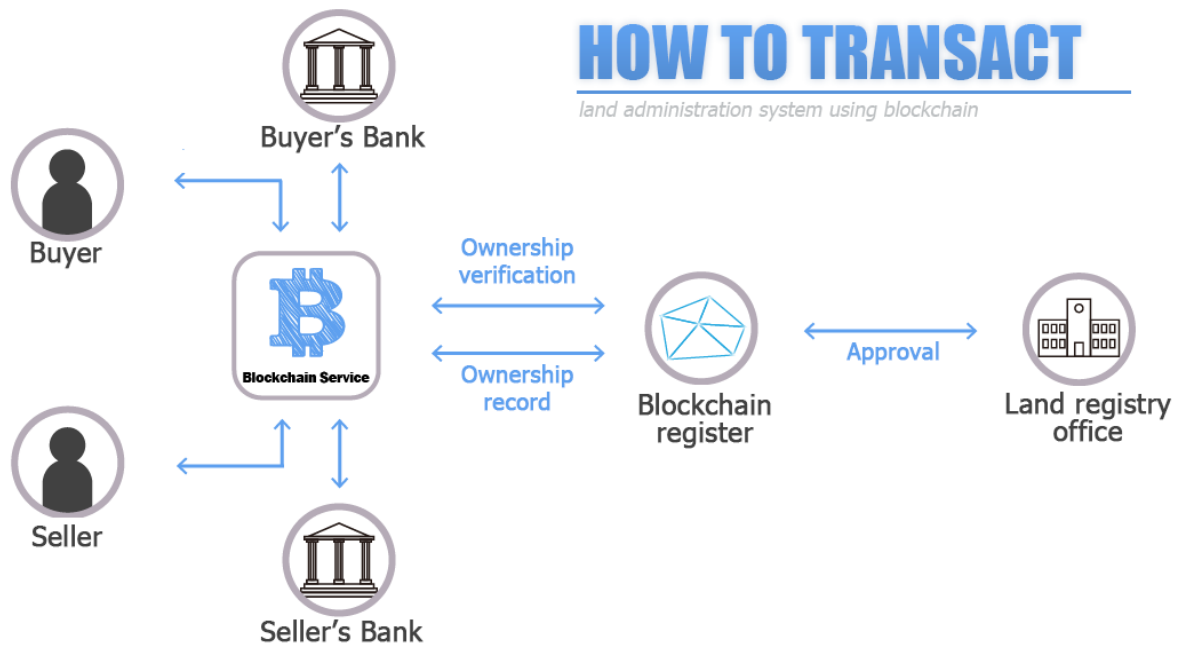 HOW TO TRANSACT
land administration system using blockchain
Buyer's Bank
Buyer
Ownership
verification
Blockchain Service
Ownership
record
Approval
Blockchain
register
Land registry
office
Seller
Seller's Bank